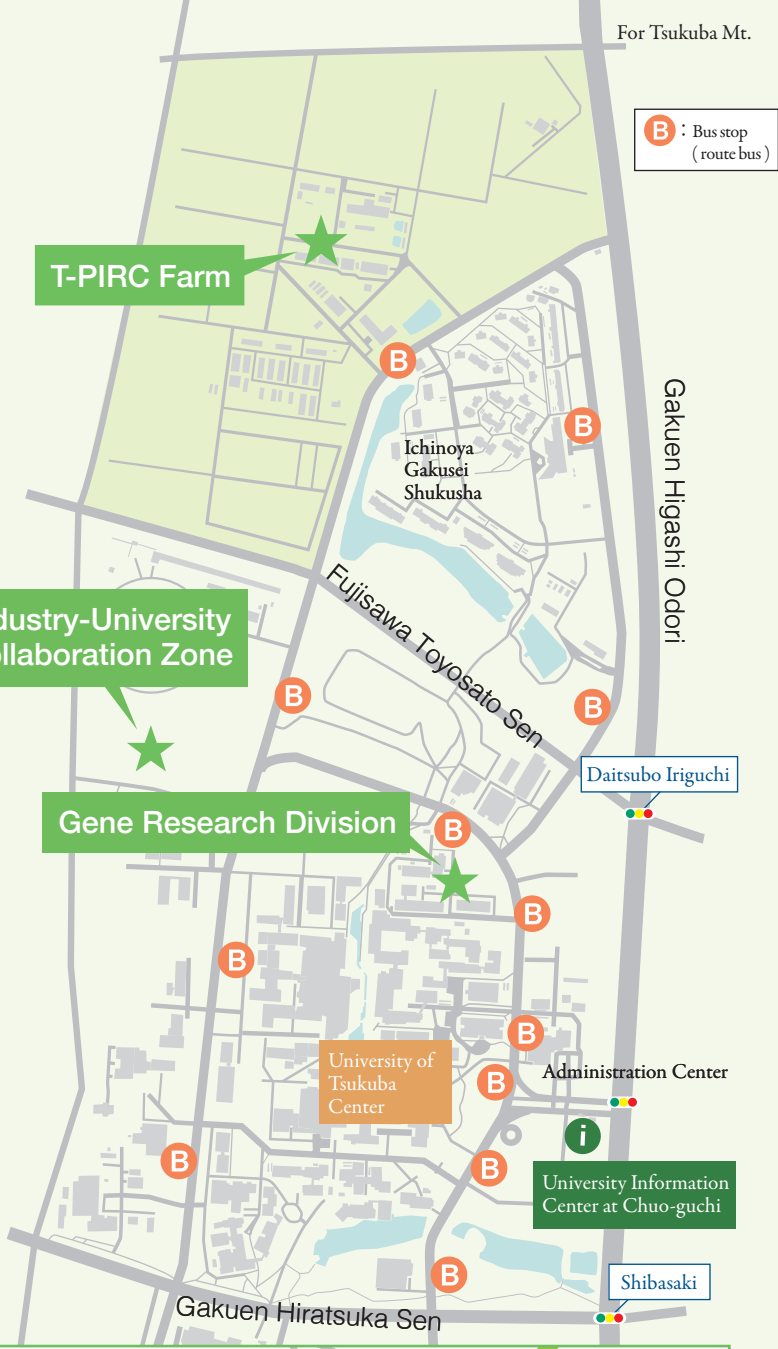 For Tsukuba Mt.
B : Bus stop
( route bus )
T-PIRC Farm
B
B
Ichinoya
Gakusei
Shukusha
Gakuen Higashi Odori
Fujisawa Toyosato Sen
dustry-University
ollaboration Zone
B
B
Daitsubo Iriguchi
Gene Research Division
B
B
B
B
University of
Tsukuba
Center
Administration Center
B
i
B
B
University Information
Center at Chuo-guchi
B
Shibasaki
Gakuen Hiratsuka Sen